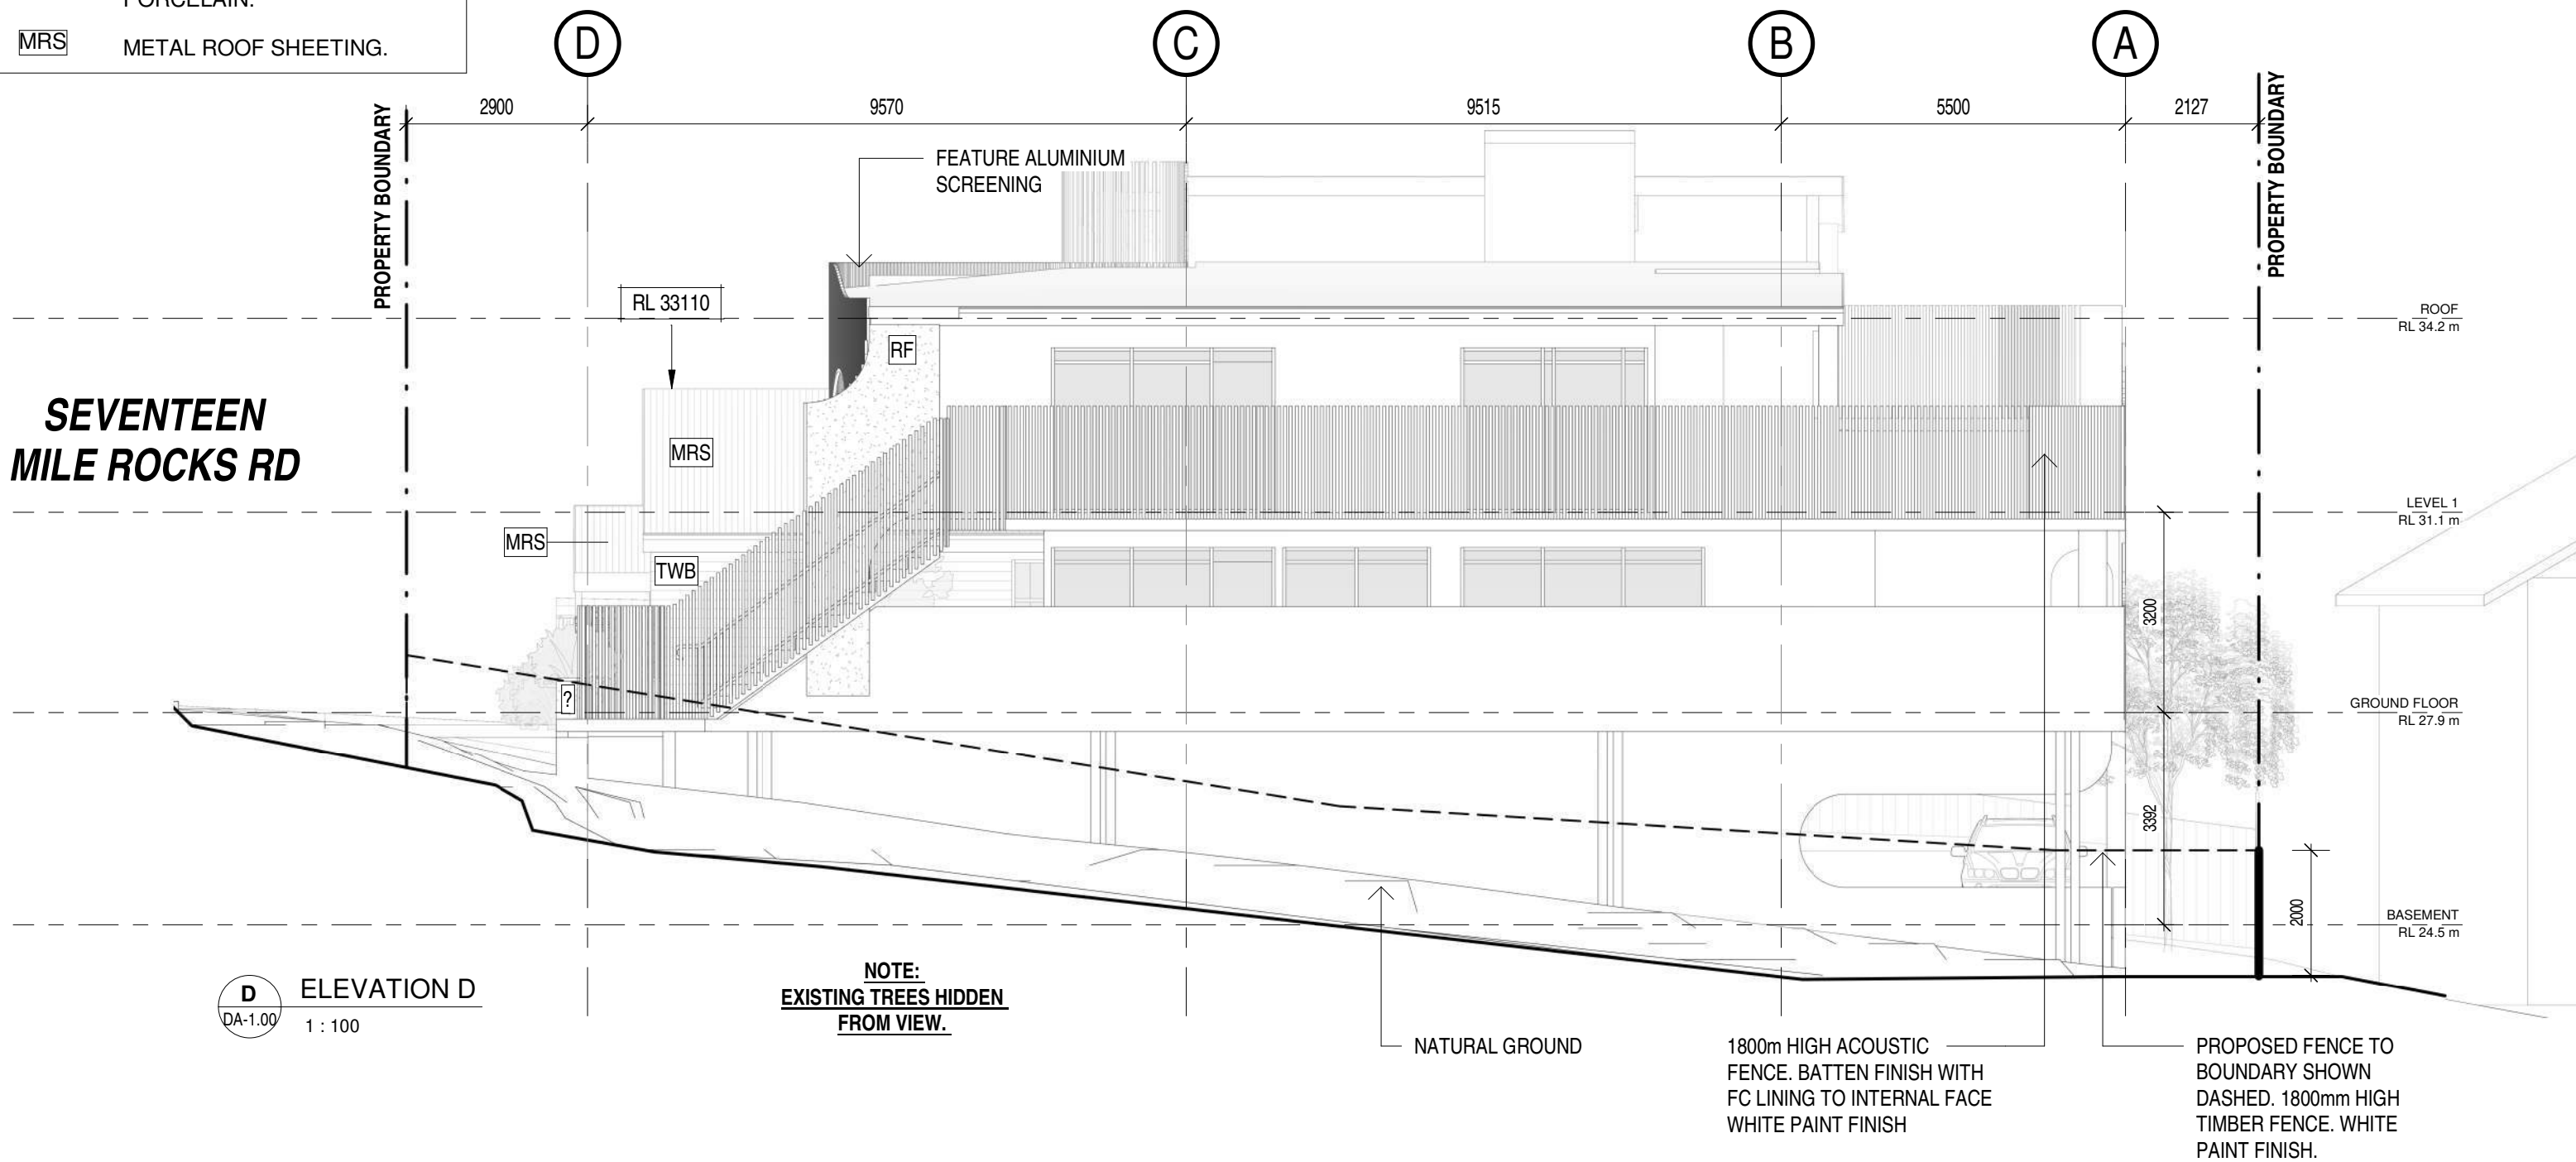 PORCELAIN.
MRS METAL ROOF SHEETING.
D C B A
PROPERTY BOUNDARY
2900 9570 9515 5500 2127
PROPERTY BOUNDARY
FEATURE ALUMINIUM
SCREENING
RL 33110
RF
ROOF
RL 34.2 m
SEVENTEEN
MILE ROCKS RD
MRS
LEVEL 1
RL 31.1 m
MRS
TWB
3200
?
GROUND FLOOR
RL 27.9 m
3392
2000
BASEMENT
RL 24.5 m
D
DA-1.00
ELEVATION D
1 : 100
NOTE:
EXISTING TREES HIDDEN
FROM VIEW.
NATURAL GROUND
1800m HIGH ACOUSTIC
FENCE. BATTEN FINISH WITH
FC LINING TO INTERNAL FACE
WHITE PAINT FINISH
PROPOSED FENCE TO
BOUNDARY SHOWN
DASHED. 1800mm HIGH
TIMBER FENCE. WHITE
PAINT FINISH.